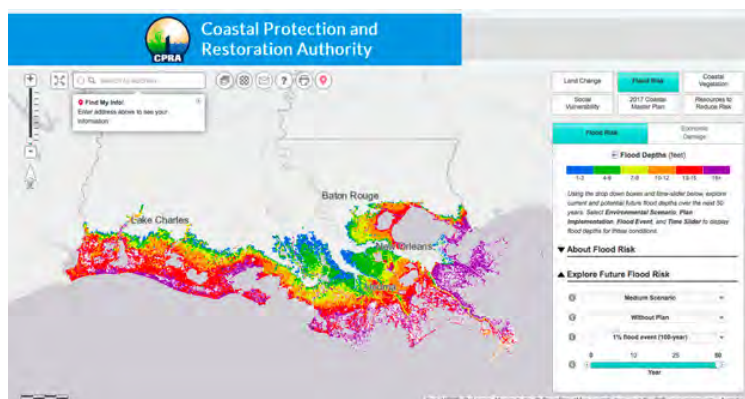 Coastal Protection and
Restoration Authority
CPRA
Search by address
Find My Info!
Enter address above to see your
information
Land Change
Flood Risk
Coastal
Vegetation
Social
Vulnerability
2017 Coastal
Master Plan
Resources to
Reduce Risk
Flood Risk
Economic
Damage
Flood Depths (feet)
1-3
4-6
7-9
10-12
13-15
15+
Using the drop down boxes and time-slider below, explore
current and potential future flood depths over the next 50
years. Select Environmental Scenario, Plan
Implementation, Flood Event, and Time Slider to display
flood depths for these conditions.
About Flood Risk
Explore Future Flood Risk
Medium Scenario
Without Plan
1% flood event (100-year)
0 10 25 50
Year
Baton Rouge
Lake Charles
New Orleans